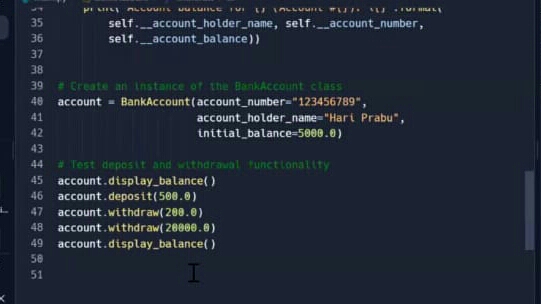 34 print("Account balance for {} (Account #{}): ₹{}".format(
35 self.__account_holder_name, self.__account_number,
36 self.__account_balance))
37
38
39 # Create an instance of the BankAccount class
40 account = BankAccount(account_number="123456789",
41 account_holder_name="Hari Prabu",
42 initial_balance=5000.0)
43
44 # Test deposit and withdrawal functionality
45 account.display_balance()
46 account.deposit(500.0)
47 account.withdraw(200.0)
48 account.withdraw(20000.0)
49 account.display_balance()
50
51